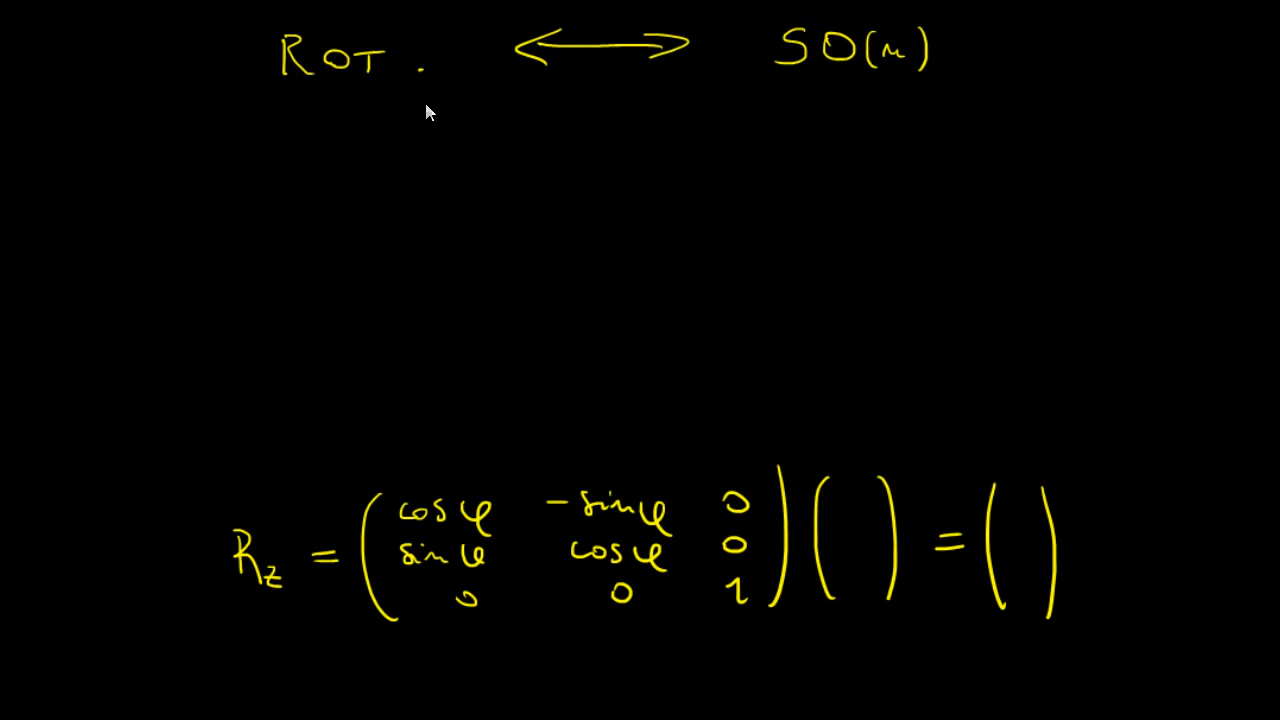 ROT. ⟷ SO(n)
R_z = ( cos φ  - sin φ  0 ) (   ) = (   )
sin φ  cos φ  0
0  0  1